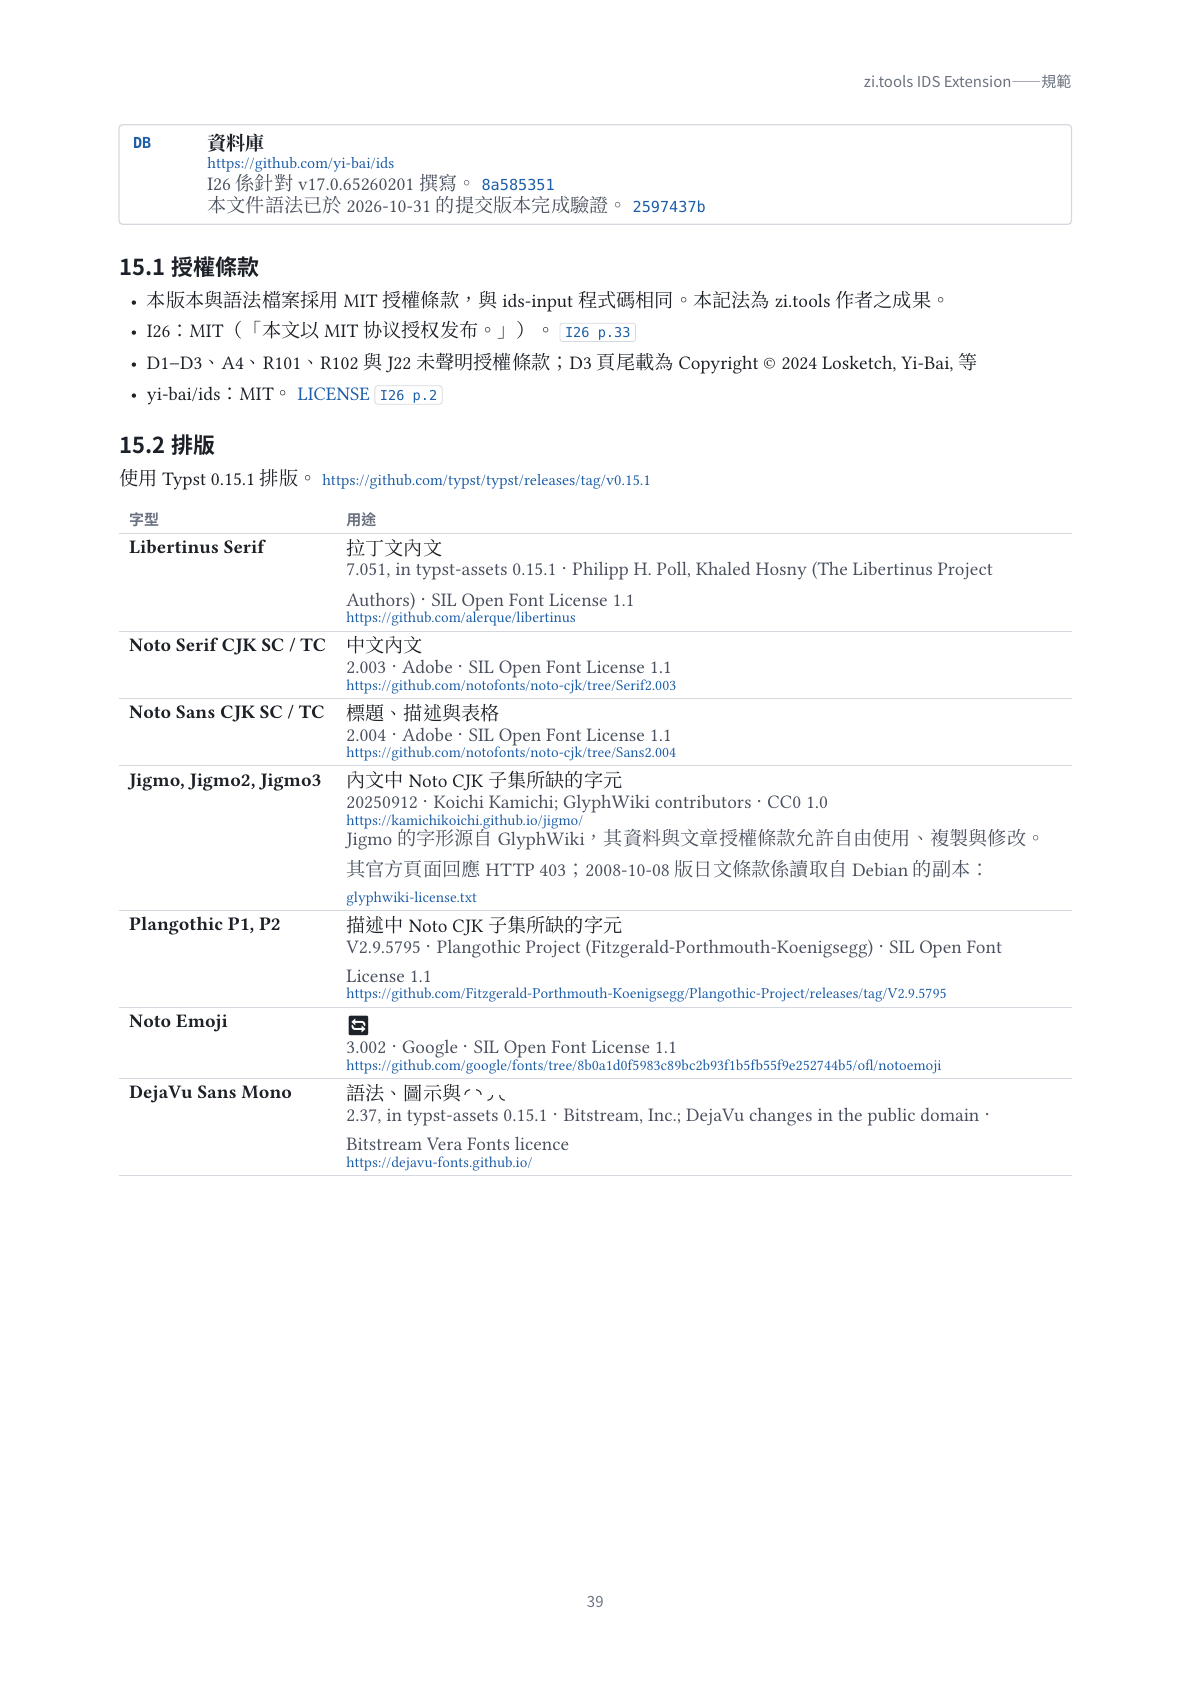 zi.tools IDS Extension——規範
DB 資料庫
https://github.com/yi-bai/ids
I26 係針對 v17.0.65260201 撰寫。 8a585351
本文件語法已於 2026-10-31 的提交版本完成驗證。 2597437b
15.1 授權條款
• 本版本與語法檔案採用 MIT 授權條款，與 ids-input 程式碼相同。本記法為 zi.tools 作者之成果。
• I26：MIT（「本文以 MIT 协议授权发布。」）。 I26 p.33
• D1–D3、A4、R101、R102 與 J22 未聲明授權條款；D3 頁尾載為 Copyright © 2024 Losketch, Yi-Bai, 等
• yi-bai/ids：MIT。 LICENSE I26 p.2
15.2 排版
使用 Typst 0.15.1 排版。 https://github.com/typst/typst/releases/tag/v0.15.1
字型 用途
Libertinus Serif 拉丁文內文
7.051, in typst-assets 0.15.1 · Philipp H. Poll, Khaled Hosny (The Libertinus Project
Authors) · SIL Open Font License 1.1
https://github.com/alerque/libertinus
Noto Serif CJK SC / TC 中文內文
2.003 · Adobe · SIL Open Font License 1.1
https://github.com/notofonts/noto-cjk/tree/Serif2.003
Noto Sans CJK SC / TC 標題、描述與表格
2.004 · Adobe · SIL Open Font License 1.1
https://github.com/notofonts/noto-cjk/tree/Sans2.004
Jigmo, Jigmo2, Jigmo3 內文中 Noto CJK 子集所缺的字元
20250912 · Koichi Kamichi; GlyphWiki contributors · CC0 1.0
https://kamichikoichi.github.io/jigmo/
Jigmo 的字形源自 GlyphWiki，其資料與文章授權條款允許自由使用、複製與修改。
其官方頁面回應 HTTP 403；2008-10-08 版日文條款係讀取自 Debian 的副本：
glyphwiki-license.txt
Plangothic P1, P2 描述中 Noto CJK 子集所缺的字元
V2.9.5795 · Plangothic Project (Fitzgerald-Porthmouth-Koenigsegg) · SIL Open Font
License 1.1
https://github.com/Fitzgerald-Porthmouth-Koenigsegg/Plangothic-Project/releases/tag/V2.9.5795
Noto Emoji
3.002 · Google · SIL Open Font License 1.1
https://github.com/google/fonts/tree/8b0a1d0f5983c89bc2b93f1b5fb55f9e252744b5/ofl/notoemoji
DejaVu Sans Mono 語法、圖示與◜◝◞◟
2.37, in typst-assets 0.15.1 · Bitstream, Inc.; DejaVu changes in the public domain ·
Bitstream Vera Fonts licence
https://dejavu-fonts.github.io/
39